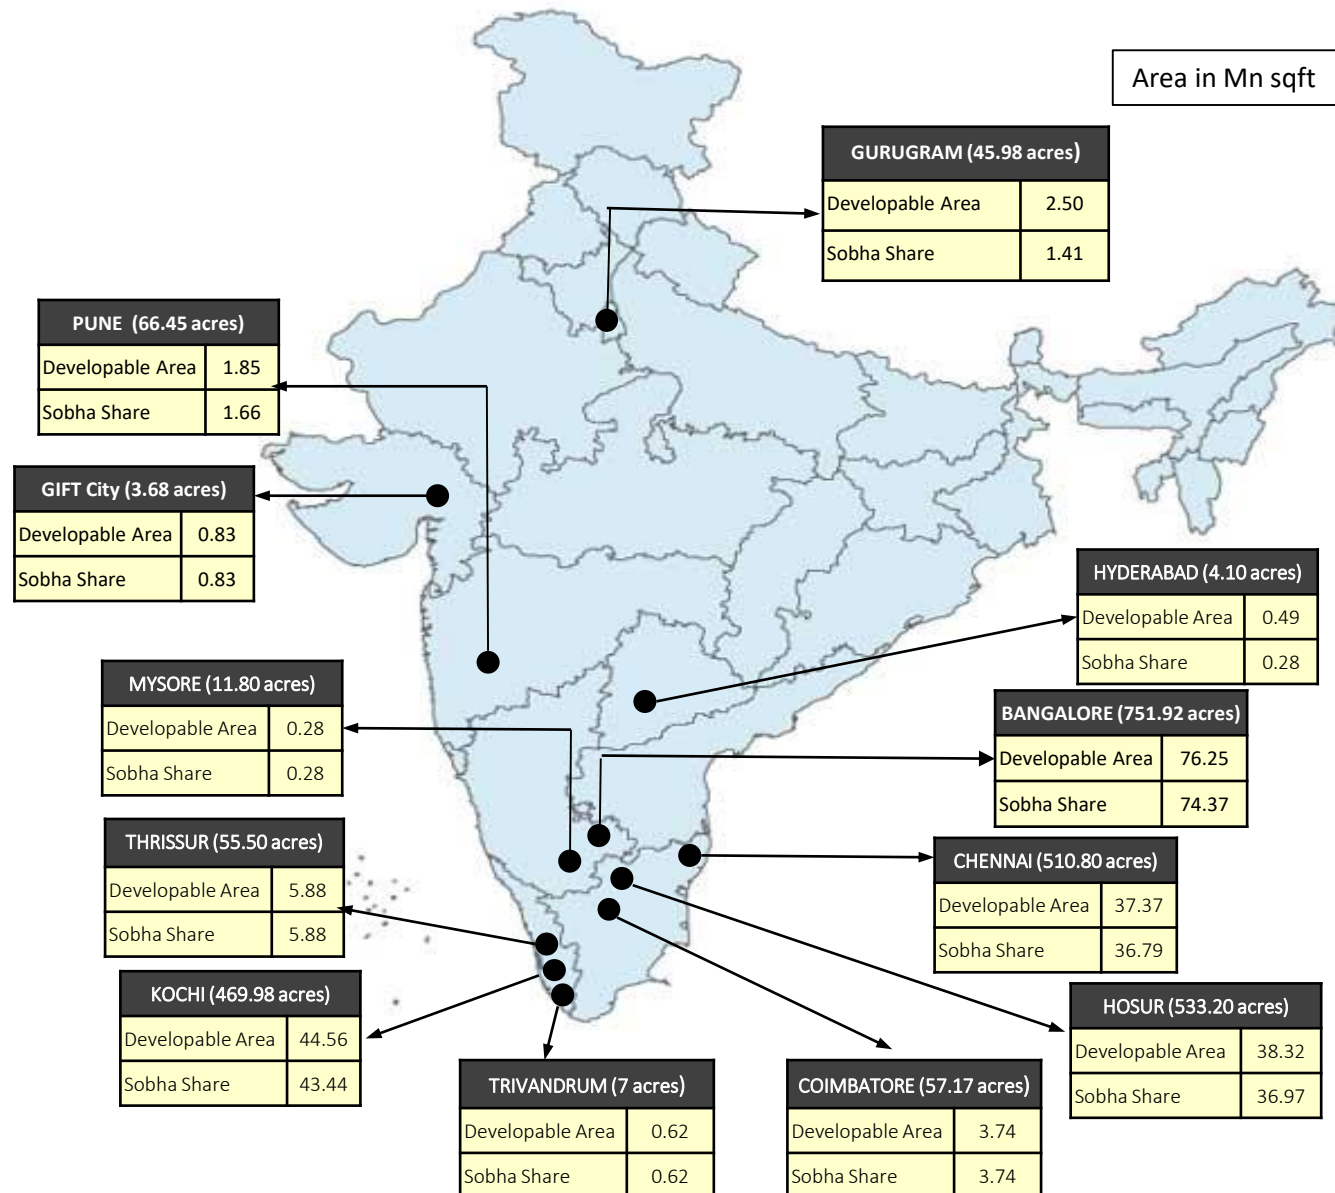 Area in Mn sqft
GURUGRAM (45.98 acres)
Developable Area 2.50
Sobha Share 1.41
PUNE (66.45 acres)
Developable Area 1.85
Sobha Share 1.66
GIFT City (3.68 acres)
Developable Area 0.83
Sobha Share 0.83
HYDERABAD (4.10 acres)
Developable Area 0.49
Sobha Share 0.28
MYSORE (11.80 acres)
Developable Area 0.28
Sobha Share 0.28
BANGALORE (751.92 acres)
Developable Area 76.25
Sobha Share 74.37
THRISSUR (55.50 acres)
Developable Area 5.88
Sobha Share 5.88
CHENNAI (510.80 acres)
Developable Area 37.37
Sobha Share 36.79
KOCHI (469.98 acres)
Developable Area 44.56
Sobha Share 43.44
HOSUR (533.20 acres)
Developable Area 38.32
Sobha Share 36.97
TRIVANDRUM (7 acres)
Developable Area 0.62
Sobha Share 0.62
COIMBATORE (57.17 acres)
Developable Area 3.74
Sobha Share 3.74